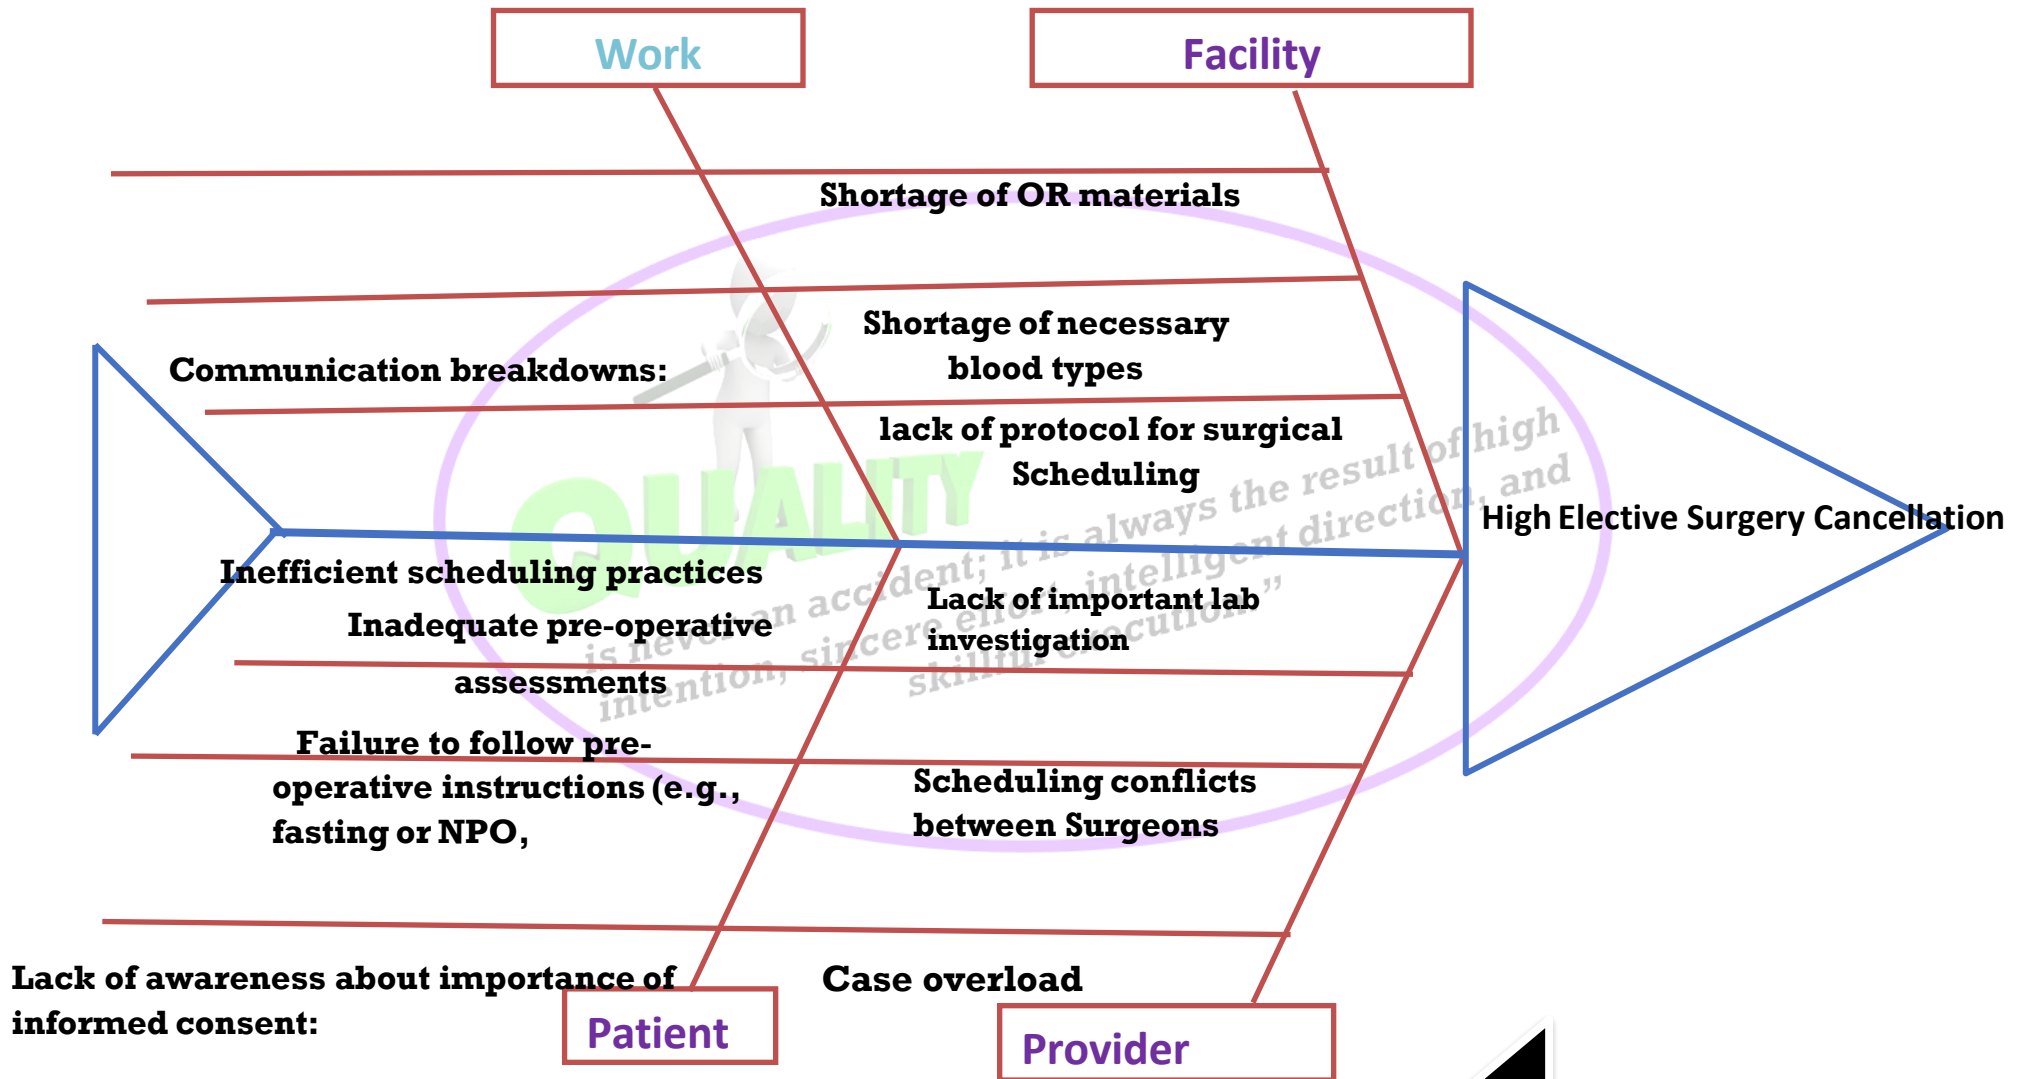 Work
Facility
Shortage of OR materials
Shortage of necessary
blood types
Communication breakdowns:
lack of protocol for surgical
Scheduling
High Elective Surgery Cancellation
QUALITY
is never an accident; it is always the result of high
intention, sincere effort, intelligent direction, and
skillful execution.”
Inefficient scheduling practices
Inadequate pre-operative
assessments
Lack of important lab
investigation
Failure to follow pre-
operative instructions (e.g.,
fasting or NPO,
Scheduling conflicts
between Surgeons
Lack of awareness about importance of
informed consent:
Case overload
Patient
Provider